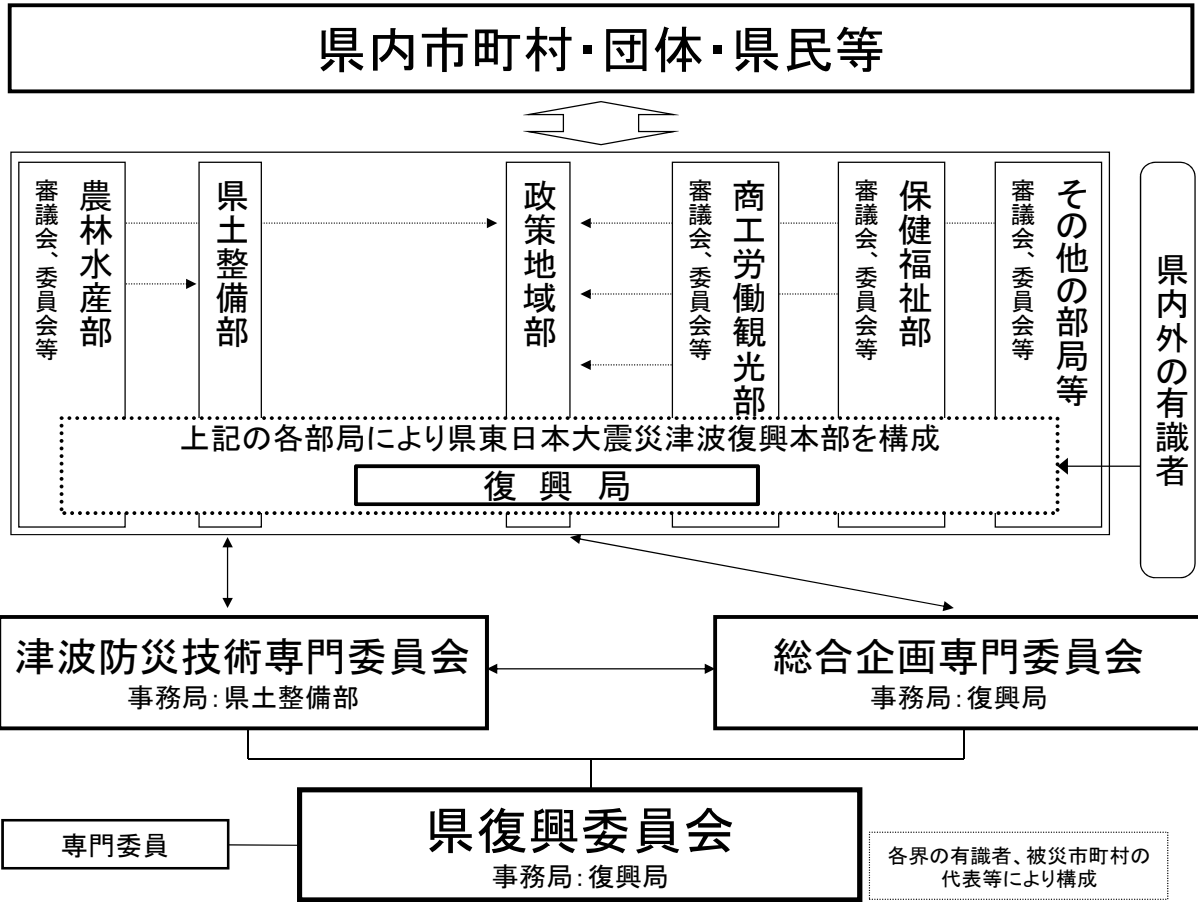 県内市町村・団体・県民等
農林水産部
審議会、委員会等
県土整備部
政策地域部
商工労働観光部
審議会、委員会等
保健福祉部
審議会、委員会等
その他の部局等
審議会、委員会等
県内外の有識者
上記の各部局により県東日本大震災津波復興本部を構成
復興局
津波防災技術専門委員会
事務局：県土整備部
総合企画専門委員会
事務局：復興局
専門委員
県復興委員会
事務局：復興局
各界の有識者、被災市町村の
代表等により構成